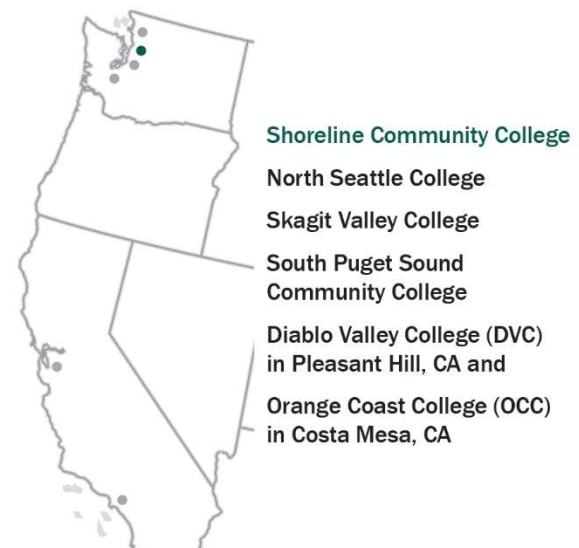 Shoreline Community College
North Seattle College
Skagit Valley College
South Puget Sound
Community College
Diablo Valley College (DVC)
in Pleasant Hill, CA and
Orange Coast College (OCC)
in Costa Mesa, CA